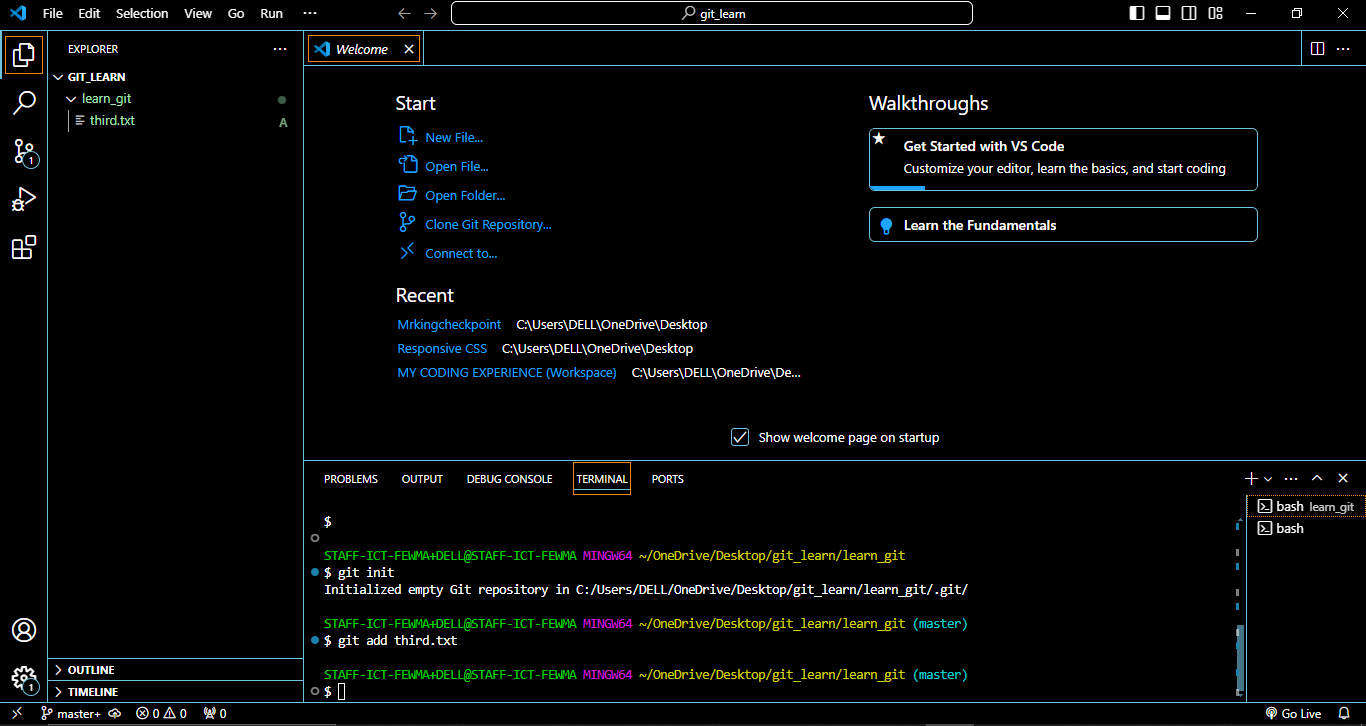 File Edit Selection View Go Run ···
git_learn
EXPLORER ···
GIT_LEARN
learn_git
third.txt A
1
1
OUTLINE
TIMELINE
Welcome
Start
New File...
Open File...
Open Folder...
Clone Git Repository...
Connect to...
Recent
Mrkingcheckpoint C:\Users\DELL\OneDrive\Desktop
Responsive CSS C:\Users\DELL\OneDrive\Desktop
MY CODING EXPERIENCE (Workspace) C:\Users\DELL\OneDrive\De...
Walkthroughs
Get Started with VS Code
Customize your editor, learn the basics, and start coding
Learn the Fundamentals
Show welcome page on startup
PROBLEMS OUTPUT DEBUG CONSOLE TERMINAL PORTS
$
STAFF-ICT-FEWMA+DELL@STAFF-ICT-FEWMA MINGW64 ~/OneDrive/Desktop/git_learn/learn_git
$ git init
Initialized empty Git repository in C:/Users/DELL/OneDrive/Desktop/git_learn/learn_git/.git/
STAFF-ICT-FEWMA+DELL@STAFF-ICT-FEWMA MINGW64 ~/OneDrive/Desktop/git_learn/learn_git (master)
$ git add third.txt
STAFF-ICT-FEWMA+DELL@STAFF-ICT-FEWMA MINGW64 ~/OneDrive/Desktop/git_learn/learn_git (master)
$
bash learn_git
bash
master+ 0 0 0 Go Live